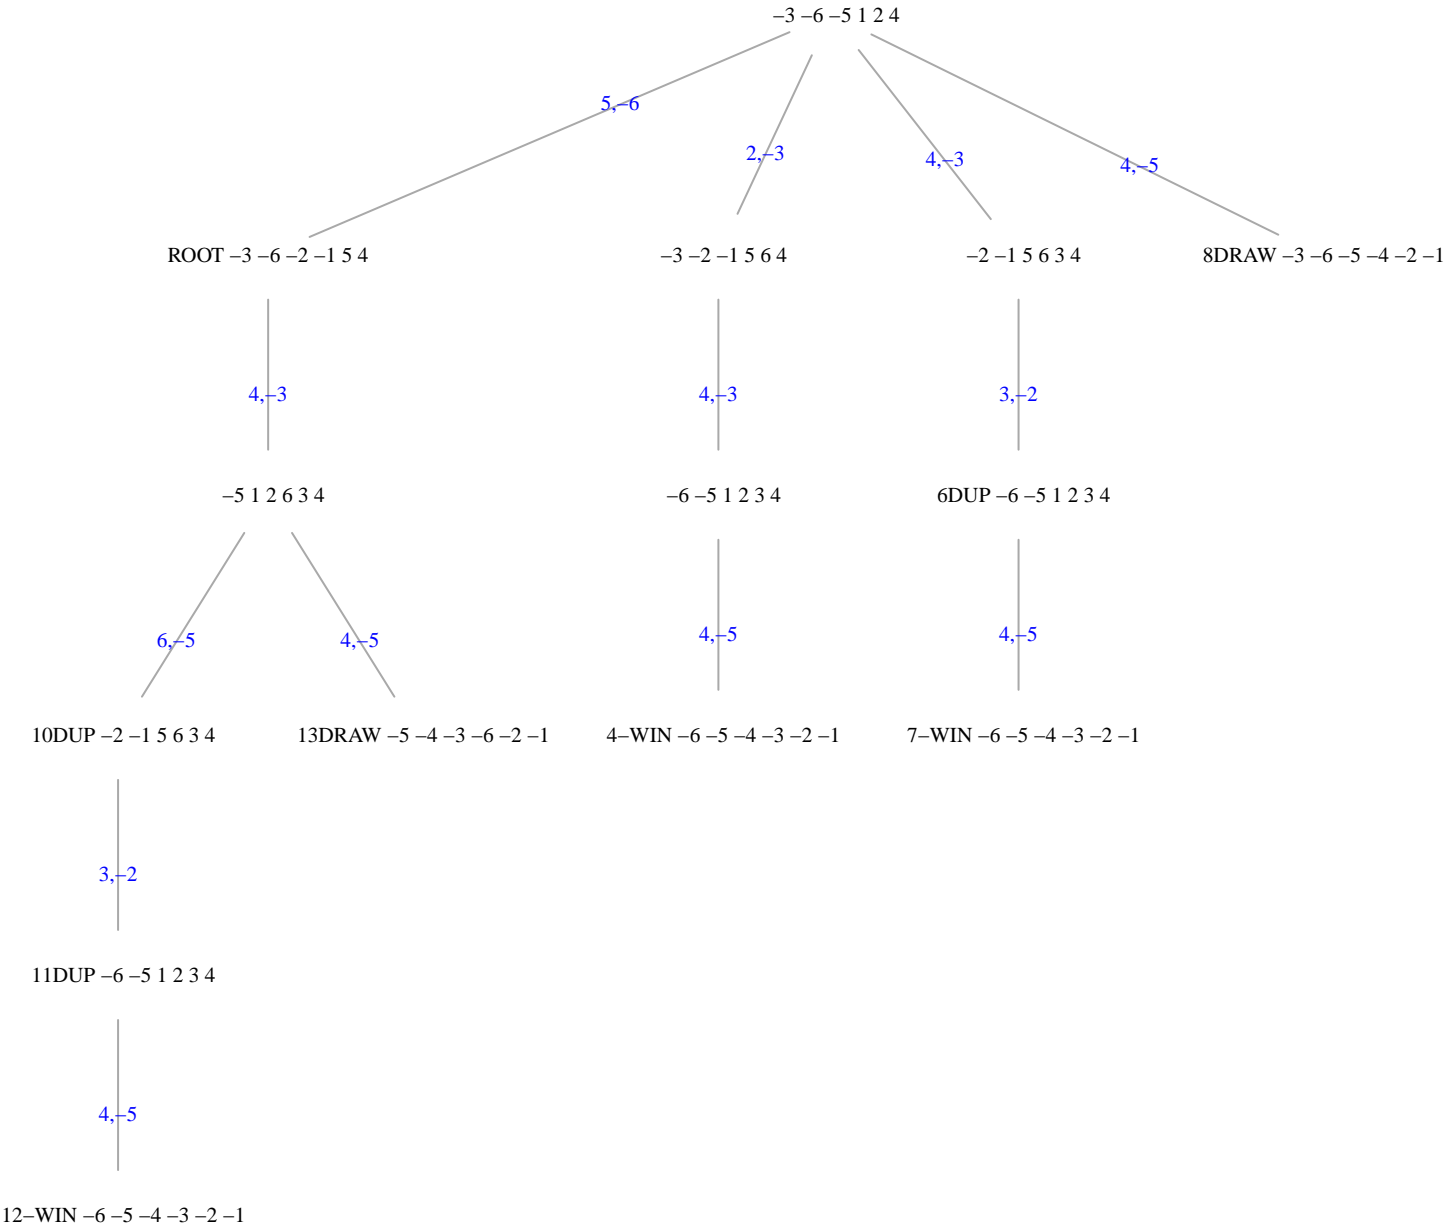 −3 −6 −5 1 2 4
5,−6
2,−3
4,−3
4,−5
ROOT −3 −6 −2 −1 5 4
−3 −2 −1 5 6 4
−2 −1 5 6 3 4
8DRAW −3 −6 −5 −4 −2 −1
4,−3
4,−3
3,−2
−5 1 2 6 3 4
−6 −5 1 2 3 4
6DUP −6 −5 1 2 3 4
6,−5
4,−5
4,−5
4,−5
10DUP −2 −1 5 6 3 4
13DRAW −5 −4 −3 −6 −2 −1
4−WIN −6 −5 −4 −3 −2 −1
7−WIN −6 −5 −4 −3 −2 −1
3,−2
11DUP −6 −5 1 2 3 4
4,−5
12−WIN −6 −5 −4 −3 −2 −1